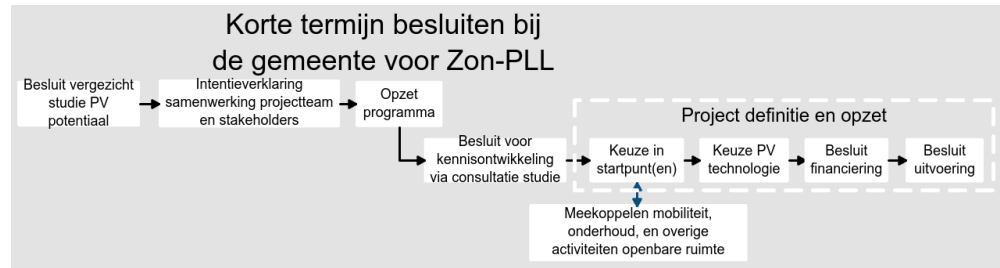 Korte termijn besluiten bij
de gemeente voor Zon-PLL
Besluit vergezicht
studie PV
potentiaal
Intentieverklaring
samenwerking projectteam
en stakeholders
Opzet
programma
Besluit voor
kennisontwikkeling
via consultatie studie
Project definitie en opzet
Keuze in
startpunt(en)
Keuze PV
technologie
Besluit
financiering
Besluit
uitvoering
Meekoppelen mobiliteit,
onderhoud, en overige
activiteiten openbare ruimte